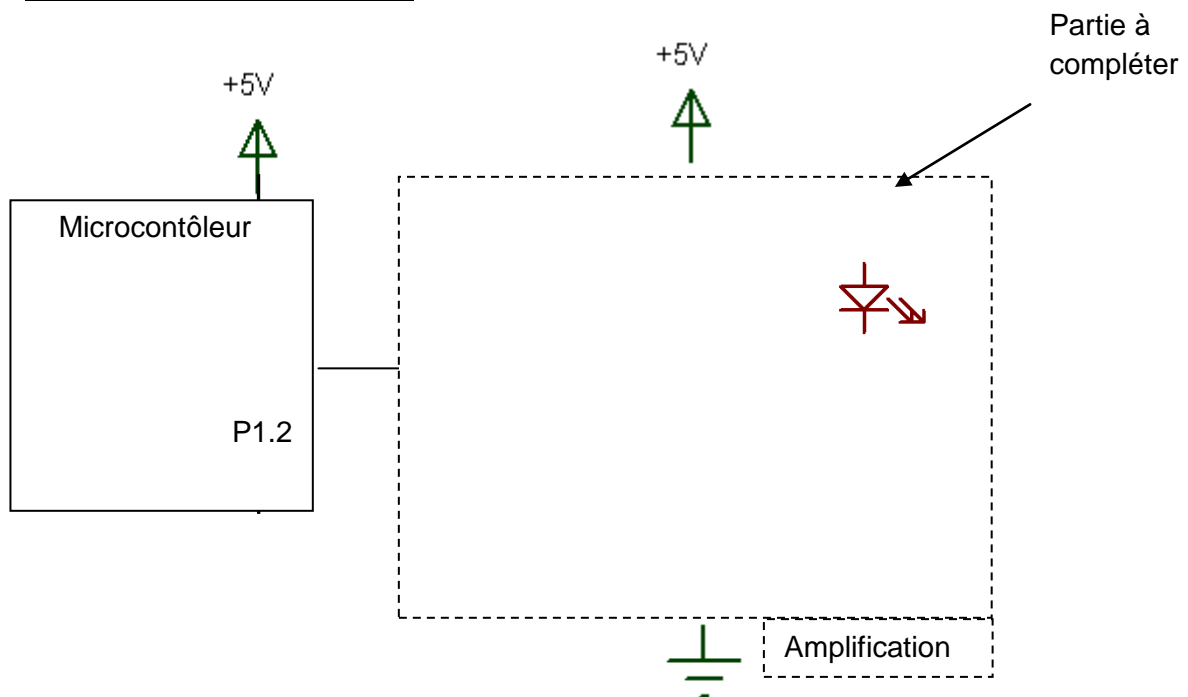 Partie à
compléter
+5V
+5V
Microcontôleur
P1.2
Amplification